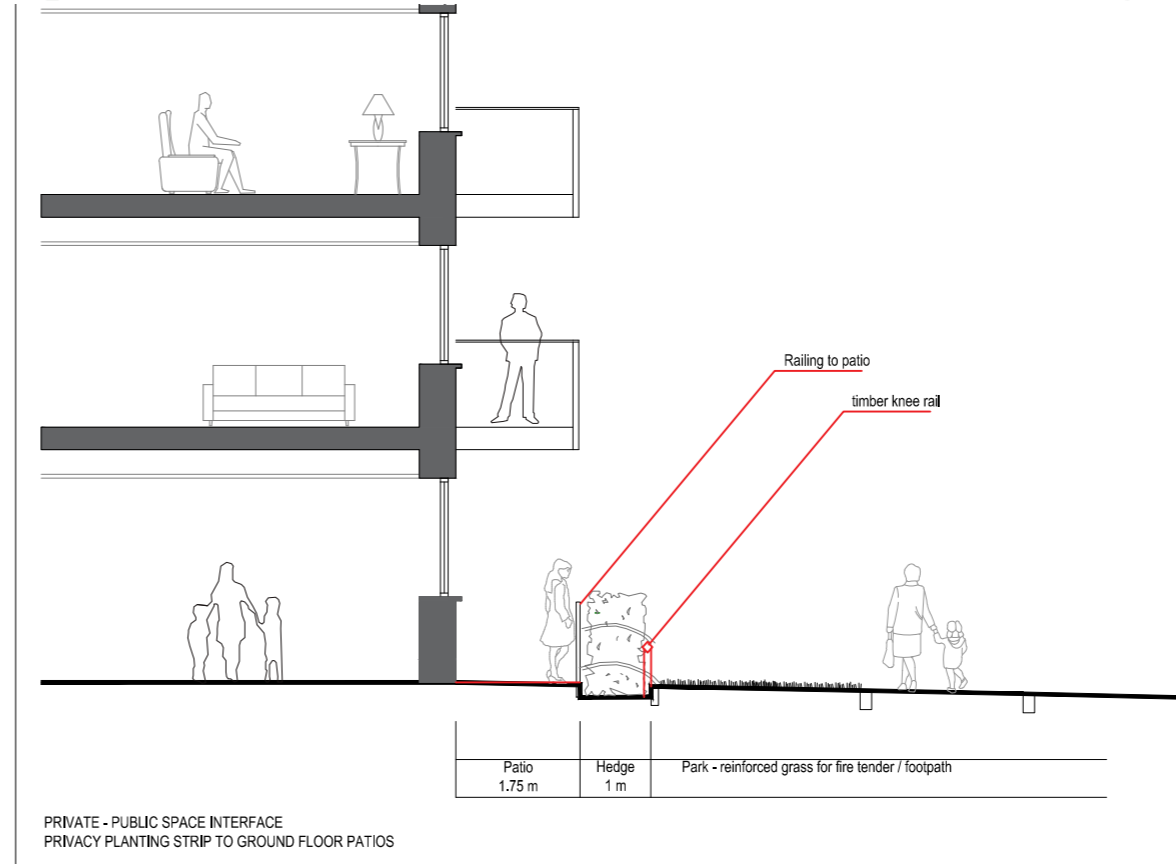 Railing to patio
timber knee rail
Patio
1.75 m
Hedge
1 m
Park - reinforced grass for fire tender / footpath
PRIVATE - PUBLIC SPACE INTERFACE
PRIVACY PLANTING STRIP TO GROUND FLOOR PATIOS